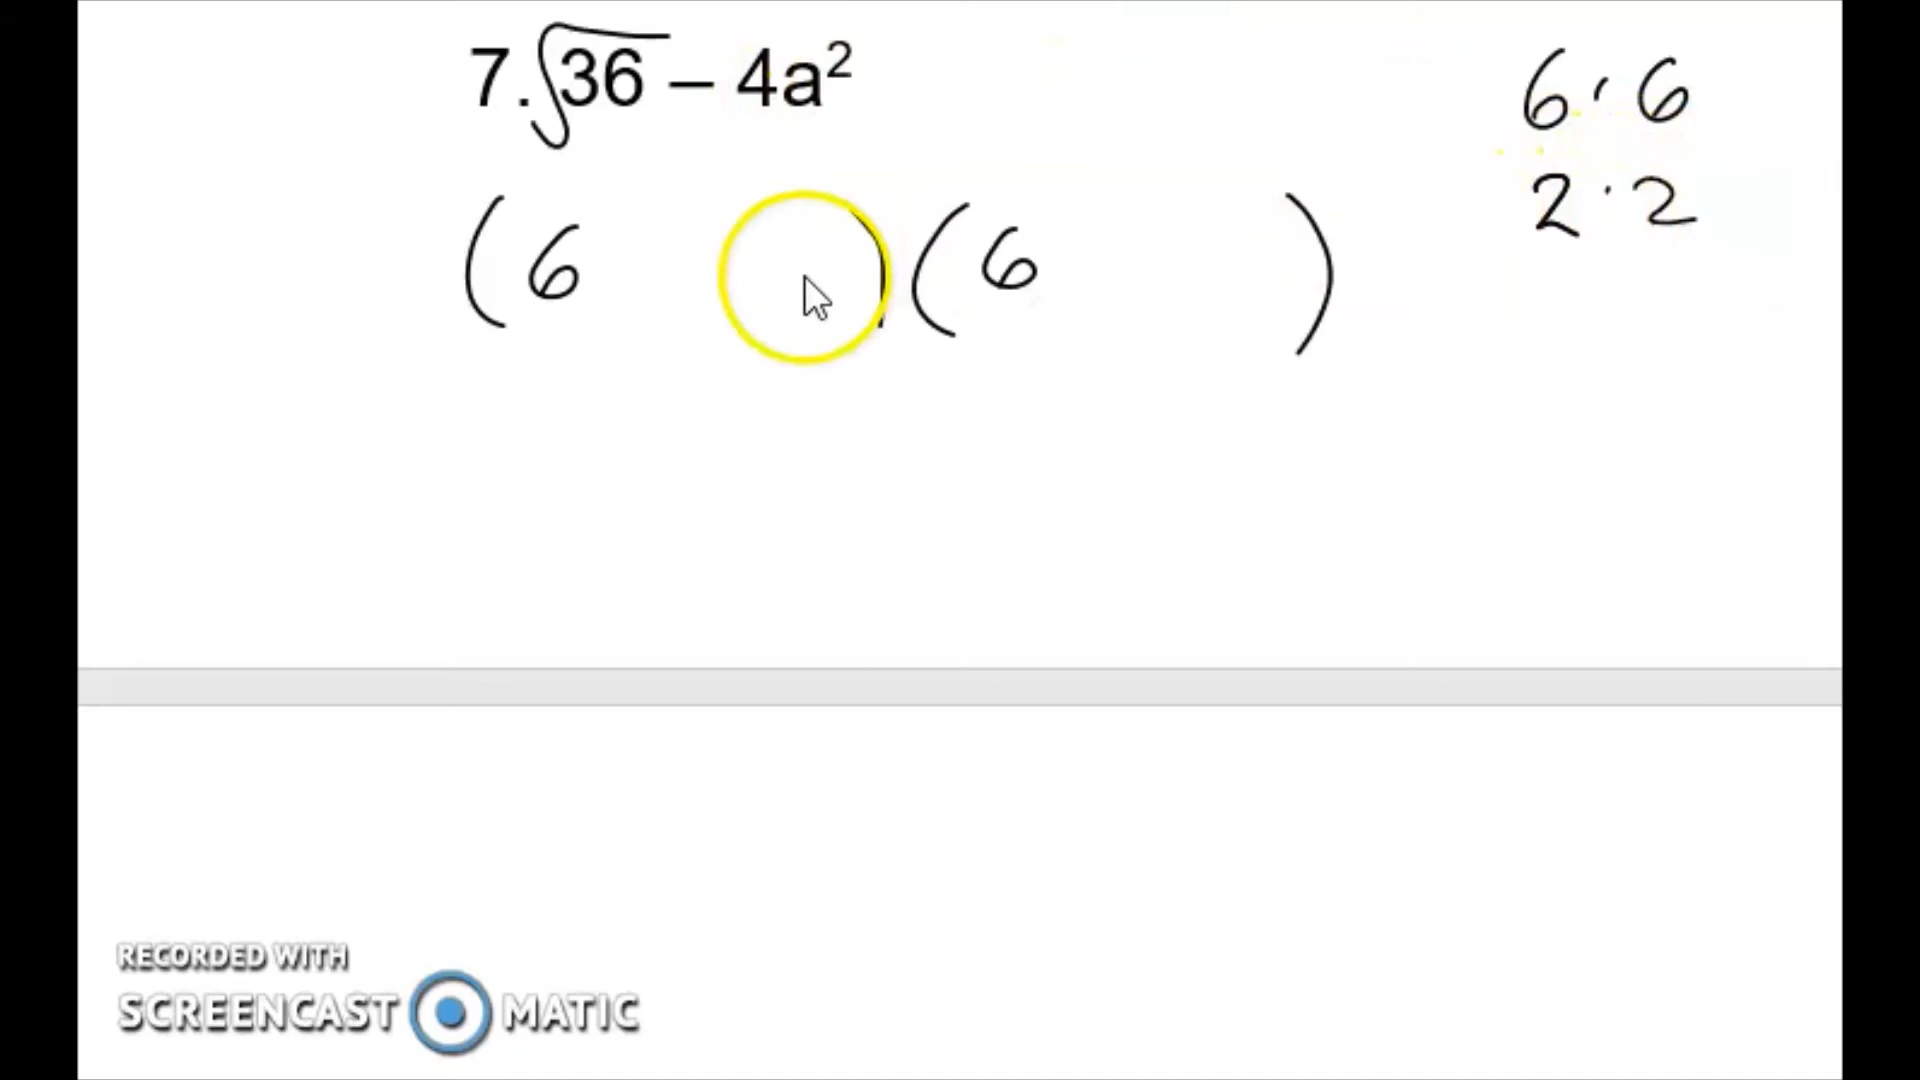 7. √36 – 4a²
6 · 6
2 · 2
(6 )(6 )
RECORDED WITH
SCREENCAST MATIC